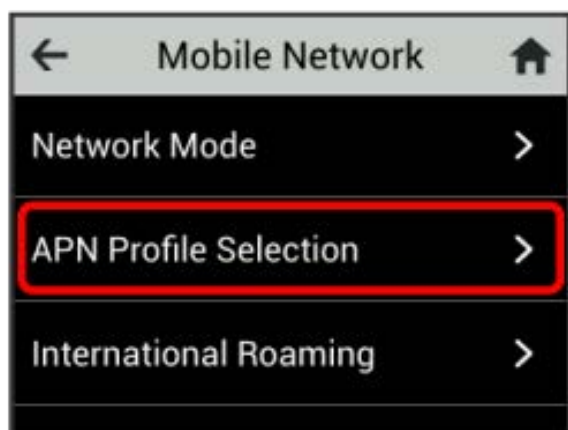 Mobile Network
Network Mode
APN Profile Selection
International Roaming